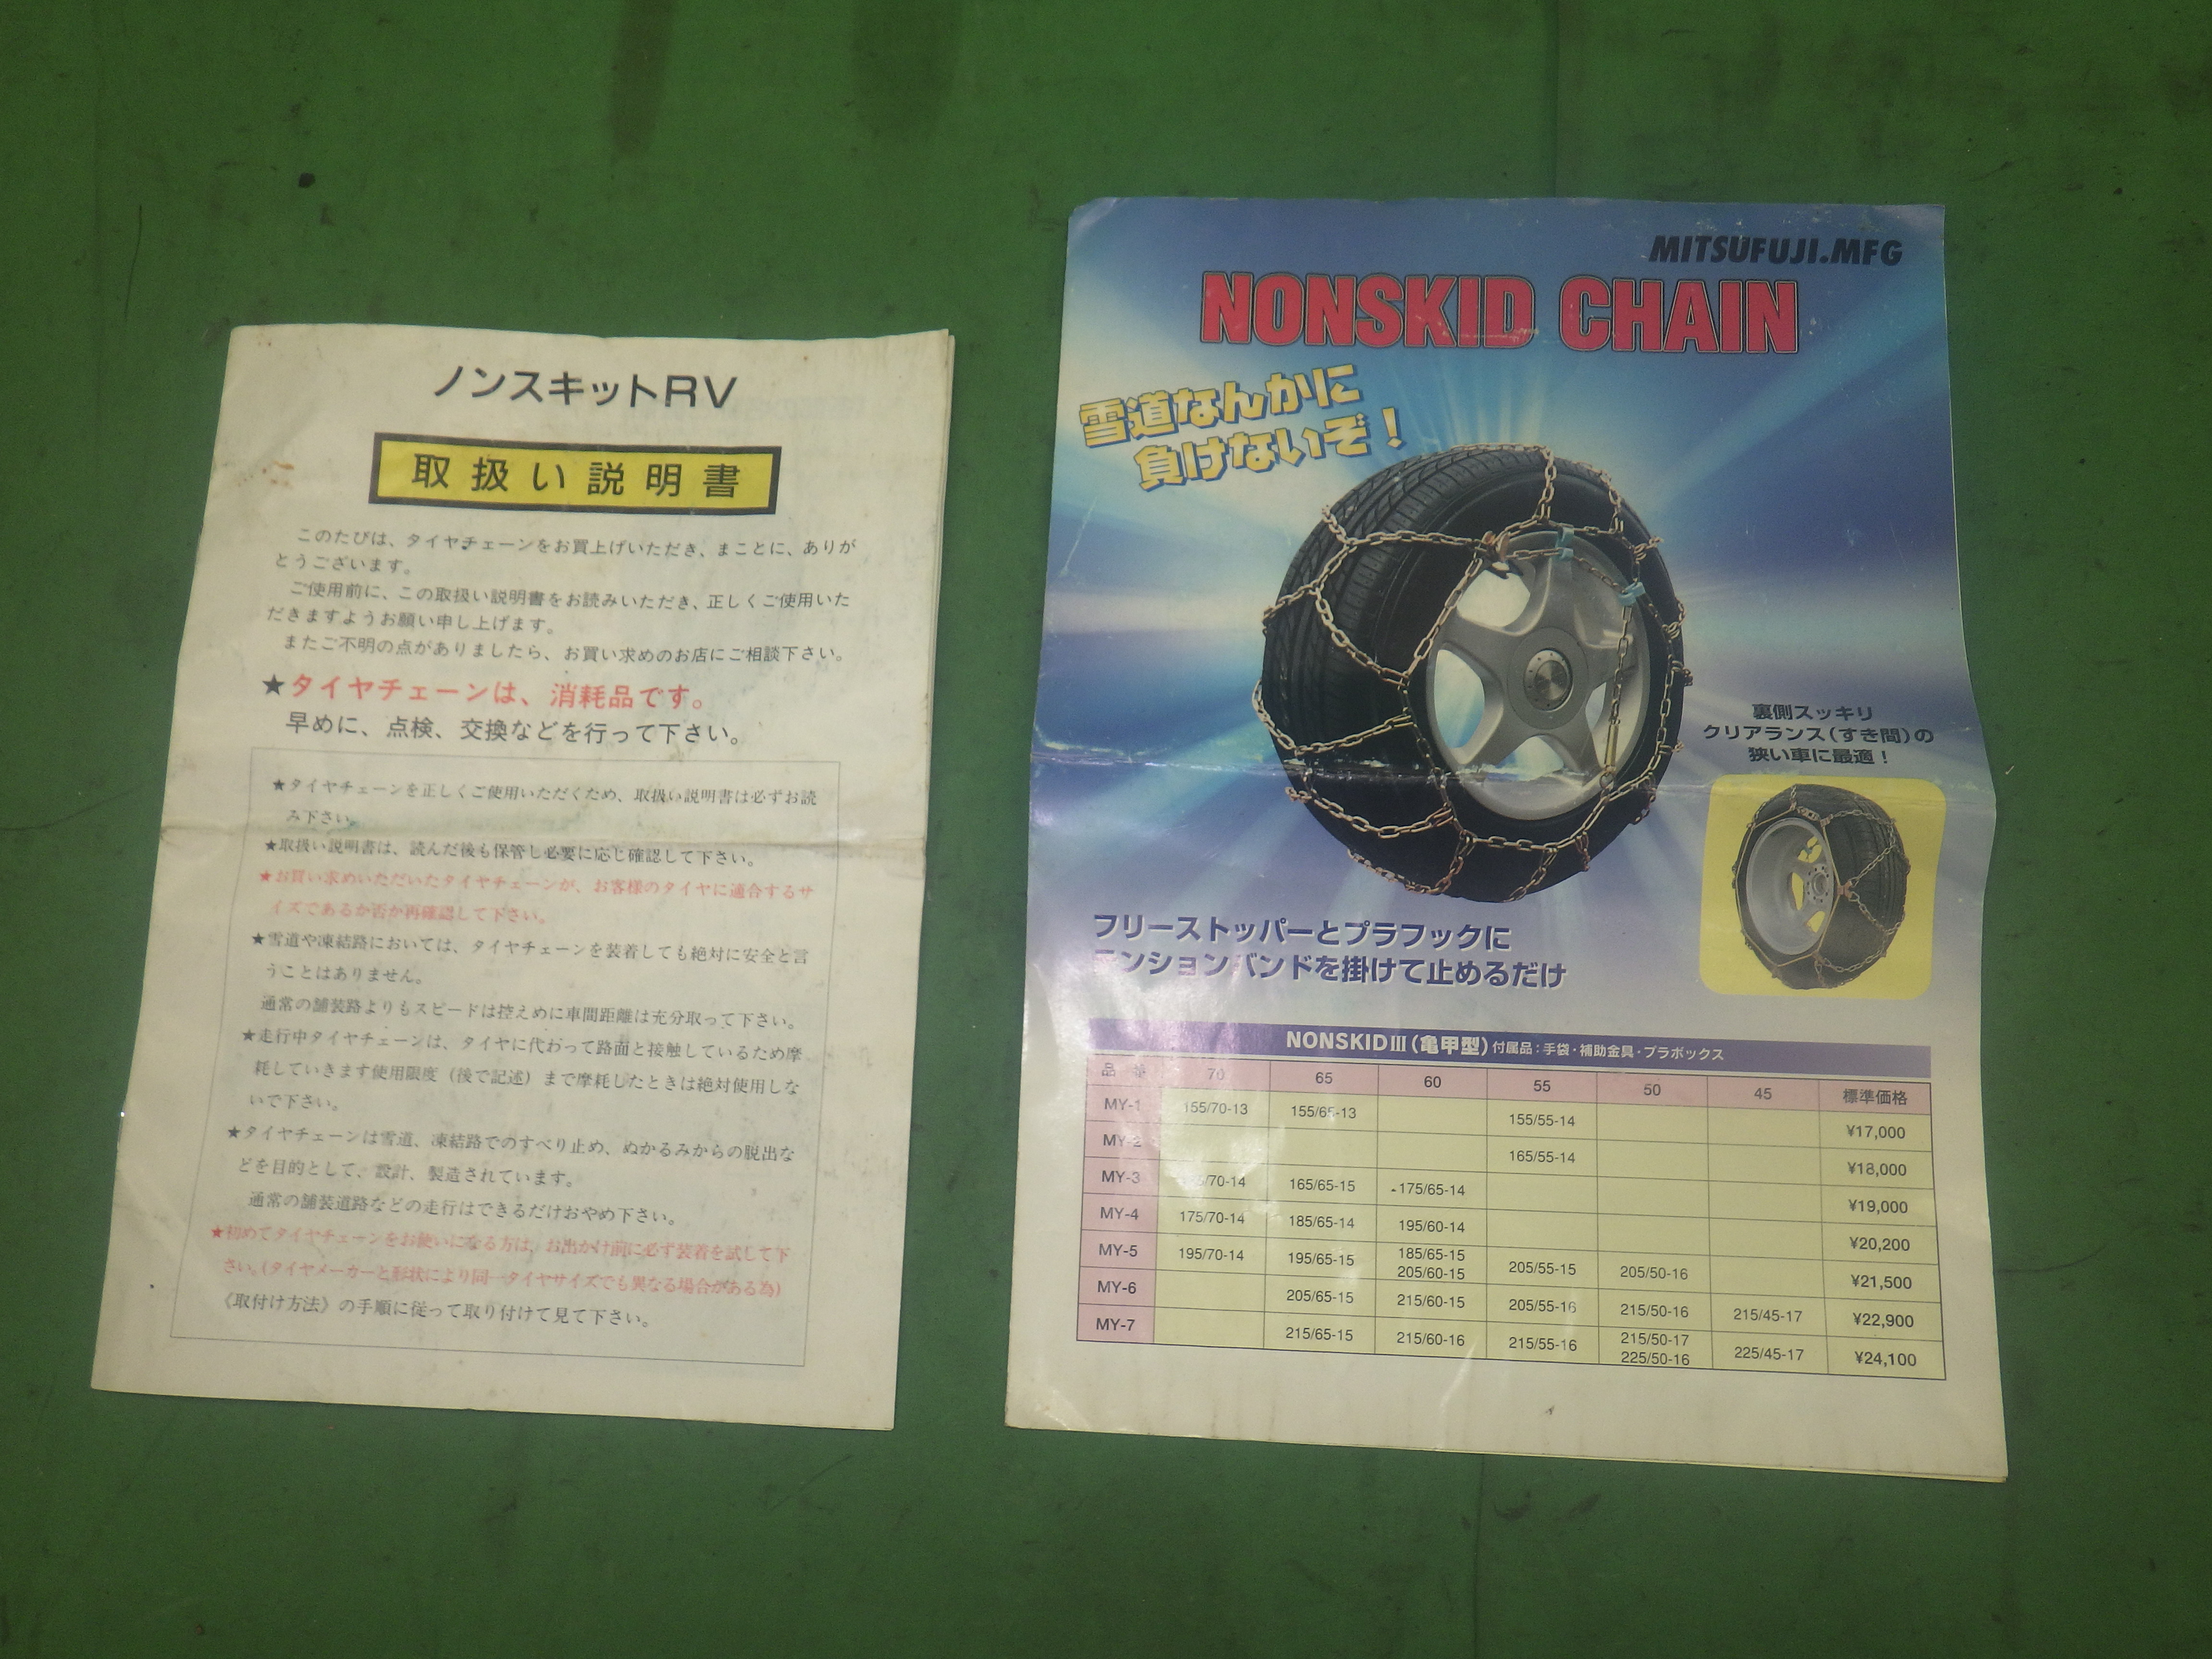 ノンスキットRV
取扱い説明書
このたびは、タイヤチェーンをお買上げいただき、まことに、ありが
とうございます。
ご使用前に、この取扱い説明書をお読みいただき、正しくご使用いた
だきますようお願い申し上げます。
またご不明の点がありましたら、お買い求めのお店にご相談下さい。
★タイヤチェーンは、消耗品です。
早めに、点検、交換などを行って下さい。
★タイヤチェーンを正しくご使用いただくため、取扱い説明書は必ずお読
み下さい。
★取扱い説明書は、読んだ後も保管し必要に応じ確認して下さい。
★お買い求めいただいたタイヤチェーンが、お客様のタイヤに適合するサ
イズであるか否か再確認して下さい。
★雪道や凍結路においては、タイヤチェーンを装着しても絶対に安全と言
うことはありません。
通常の舗装路よりもスピードは控えめに車間距離は充分取って下さい。
★走行中タイヤチェーンは、タイヤに代わって路面と接触しているため摩
耗していきます使用限度（後で記述）まで摩耗したときは絶対使用しな
いで下さい。
★タイヤチェーンは雪道、凍結路でのすべり止め、ぬかるみからの脱出な
どを目的として、設計、製造されています。
通常の舗装道路などの走行はできるだけおやめ下さい。
★初めてタイヤチェーンをお使いになる方は、お出かけ前に必ず装着を試して下
さい。(タイヤメーカーと形状により同一タイヤサイズでも異なる場合がある為)
《取付け方法》の手順に従って取り付けて見て下さい。
MITSUFUJI.MFG
NONSKID CHAIN
雪道なんかに
負けないぞ！
裏側スッキリ
クリアランス(すき間)の
狭い車に最適！
フリーストッパーとプラフックに
テンションバンドを掛けて止めるだけ
NONSKIDⅢ(亀甲型) 付属品：手袋・補助金具・プラボックス
品番 70 65 60 55 50 45 標準価格
MY-1 155/70-13 155/65-13 155/55-14 ¥17,000
MY-2 165/55-14 ¥18,000
MY-3 /70-14 165/65-15 175/65-14 ¥19,000
MY-4 175/70-14 185/65-14 195/60-14 ¥20,200
MY-5 195/70-14 195/65-15 185/65-15 205/60-15 205/55-15 205/50-16 ¥21,500
MY-6 205/65-15 215/60-15 205/55-16 215/50-16 215/45-17 ¥22,900
MY-7 215/65-15 215/60-16 215/55-16 215/50-17 225/50-16 225/45-17 ¥24,100